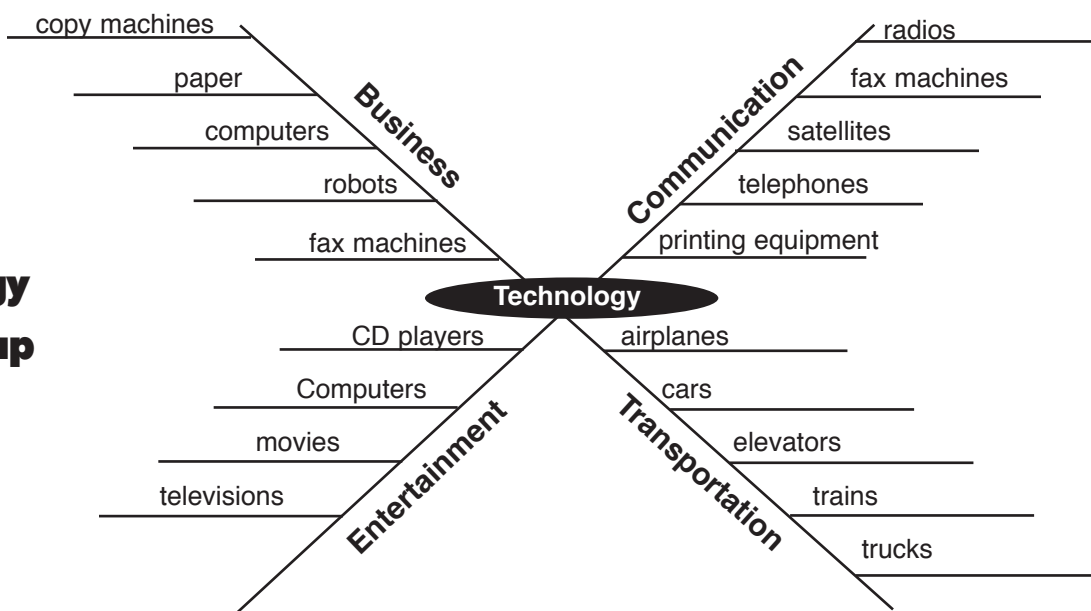 copy machines
paper
computers
robots
fax machines
Business
radios
fax machines
satellites
telephones
printing equipment
Communication
Technology
CD players
Computers
movies
televisions
Entertainment
airplanes
cars
elevators
trains
trucks
Transportation